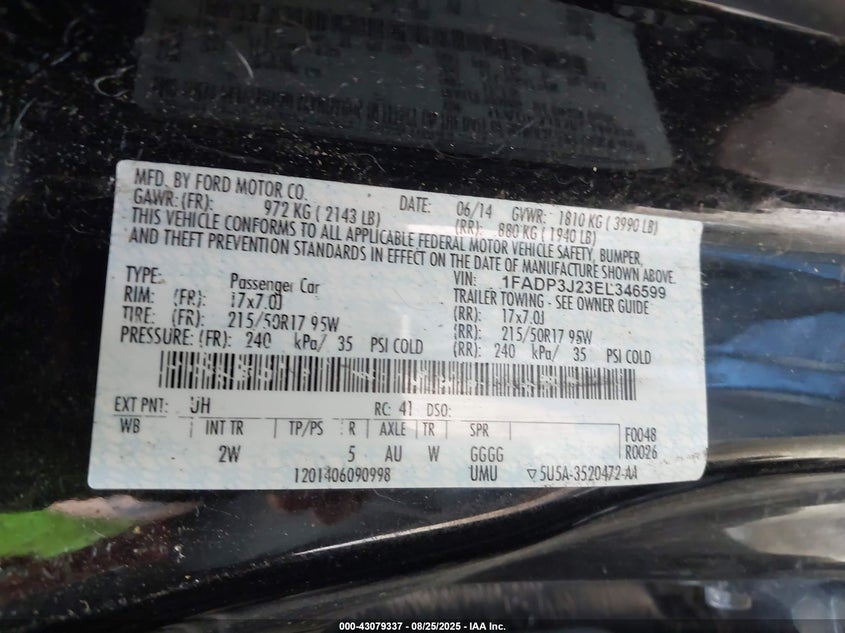 MFD. BY FORD MOTOR CO. DATE: 06/14 GVWR: 1810 KG ( 3990 LB)
GAWR: (FR): 972 KG ( 2143 LB) (RR): 880 KG ( 1940 LB)
THIS VEHICLE CONFORMS TO ALL APPLICABLE FEDERAL MOTOR VEHICLE SAFETY, BUMPER,
AND THEFT PREVENTION STANDARDS IN EFFECT ON THE DATE OF MANUFACTURE SHOWN ABOVE.
TYPE: Passenger Car VIN: 1FADP3J23EL346599
TRAILER TOWING - SEE OWNER GUIDE
RIM: (FR): 17x7.0J (RR): 17x7.0J
TIRE: (FR): 215/50R17 95W (RR): 215/50R17 95W
PRESSURE: (FR): 240 kPa/ 35 PSI COLD (RR): 240 kPa/ 35 PSI COLD
EXT PNT: UH RC: 41 DSO:
WB INT TR TP/PS R AXLE TR SPR F0048
2W 5 AU W GGGG R0026
1201406090998 UMU ▽5U5A-3520472-AA
000-43079337 - 08/25/2025 - IAA Inc.